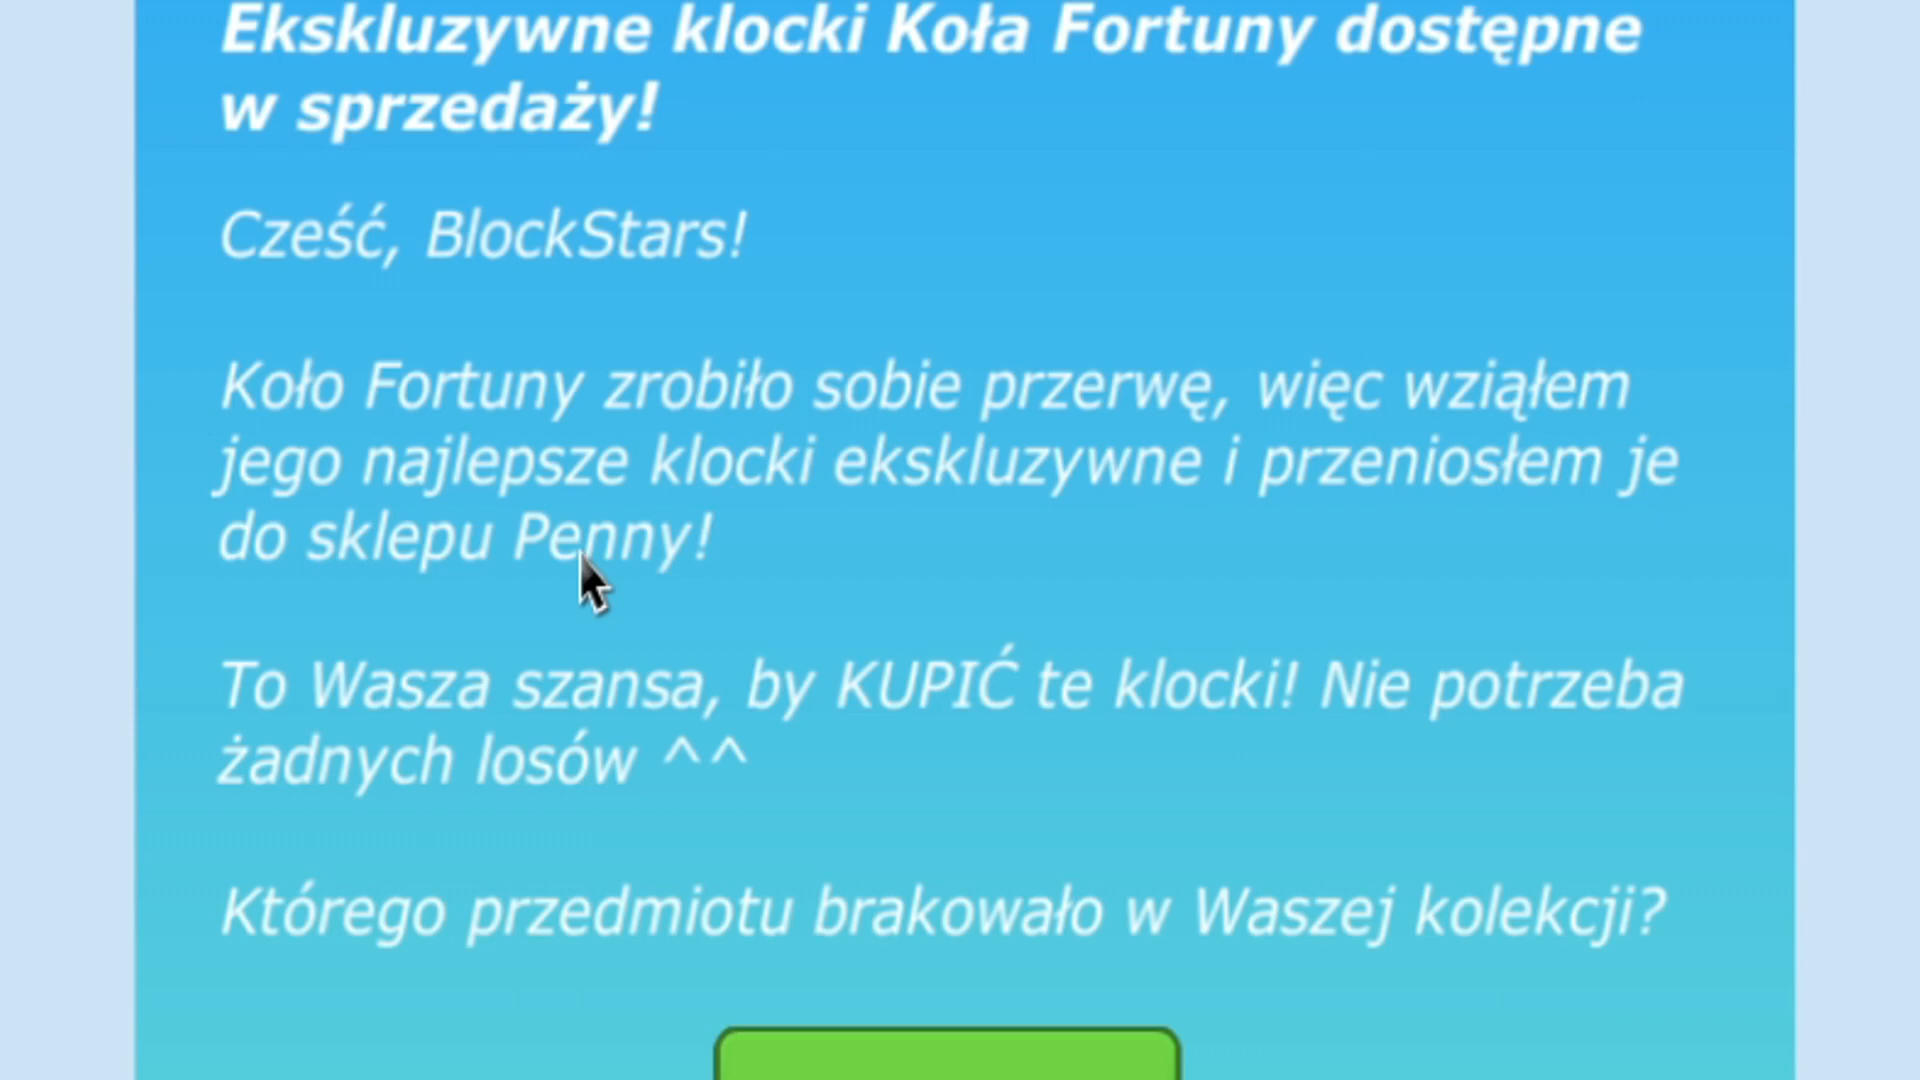 Ekskluzywne klocki Koła Fortuny dostępne
w sprzedaży!
Cześć, BlockStars!
Koło Fortuny zrobiło sobie przerwę, więc wziąłem
jego najlepsze klocki ekskluzywne i przeniosłem je
do sklepu Penny!
To Wasza szansa, by KUPIĆ te klocki! Nie potrzeba
żadnych losów ^^
Którego przedmiotu brakowało w Waszej kolekcji?